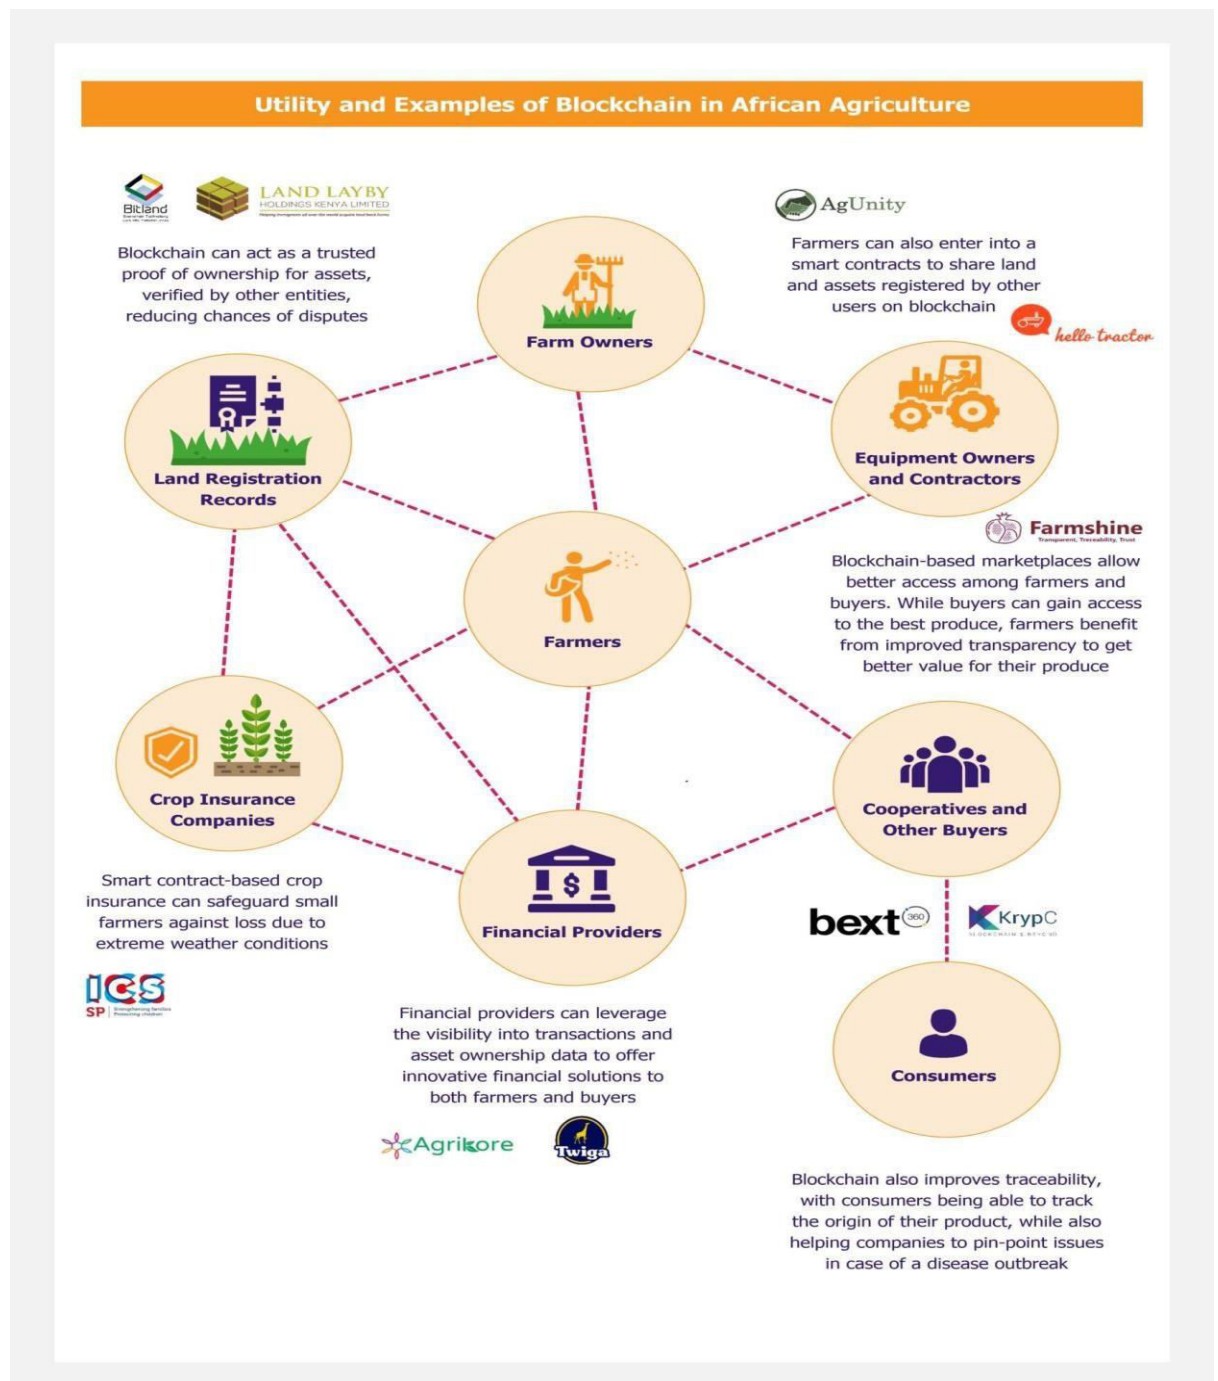 Utility and Examples of Blockchain in African Agriculture
Bitland
LAND LAYBY
HOLDINGS KENYA LIMITED
Blockchain can act as a trusted
proof of ownership for assets,
verified by other entities,
reducing chances of disputes
AgUnity
Farmers can also enter into a
smart contracts to share land
and assets registered by other
users on blockchain
hello tractor
Farm Owners
Land Registration
Records
Equipment Owners
and Contractors
Farmshine
Transparent, Traceability, Trust
Blockchain-based marketplaces allow
better access among farmers and
buyers. While buyers can gain access
to the best produce, farmers benefit
from improved transparency to get
better value for their produce
Farmers
Crop Insurance
Companies
Cooperatives and
Other Buyers
$
Financial Providers
Smart contract-based crop
insurance can safeguard small
farmers against loss due to
extreme weather conditions
ICS
SP
Strengthening families
Protecting children
bext 360
KrypC
Financial providers can leverage
the visibility into transactions and
asset ownership data to offer
innovative financial solutions to
both farmers and buyers
Agrikore
Twiga
Consumers
Blockchain also improves traceability,
with consumers being able to track
the origin of their product, while also
helping companies to pin-point issues
in case of a disease outbreak